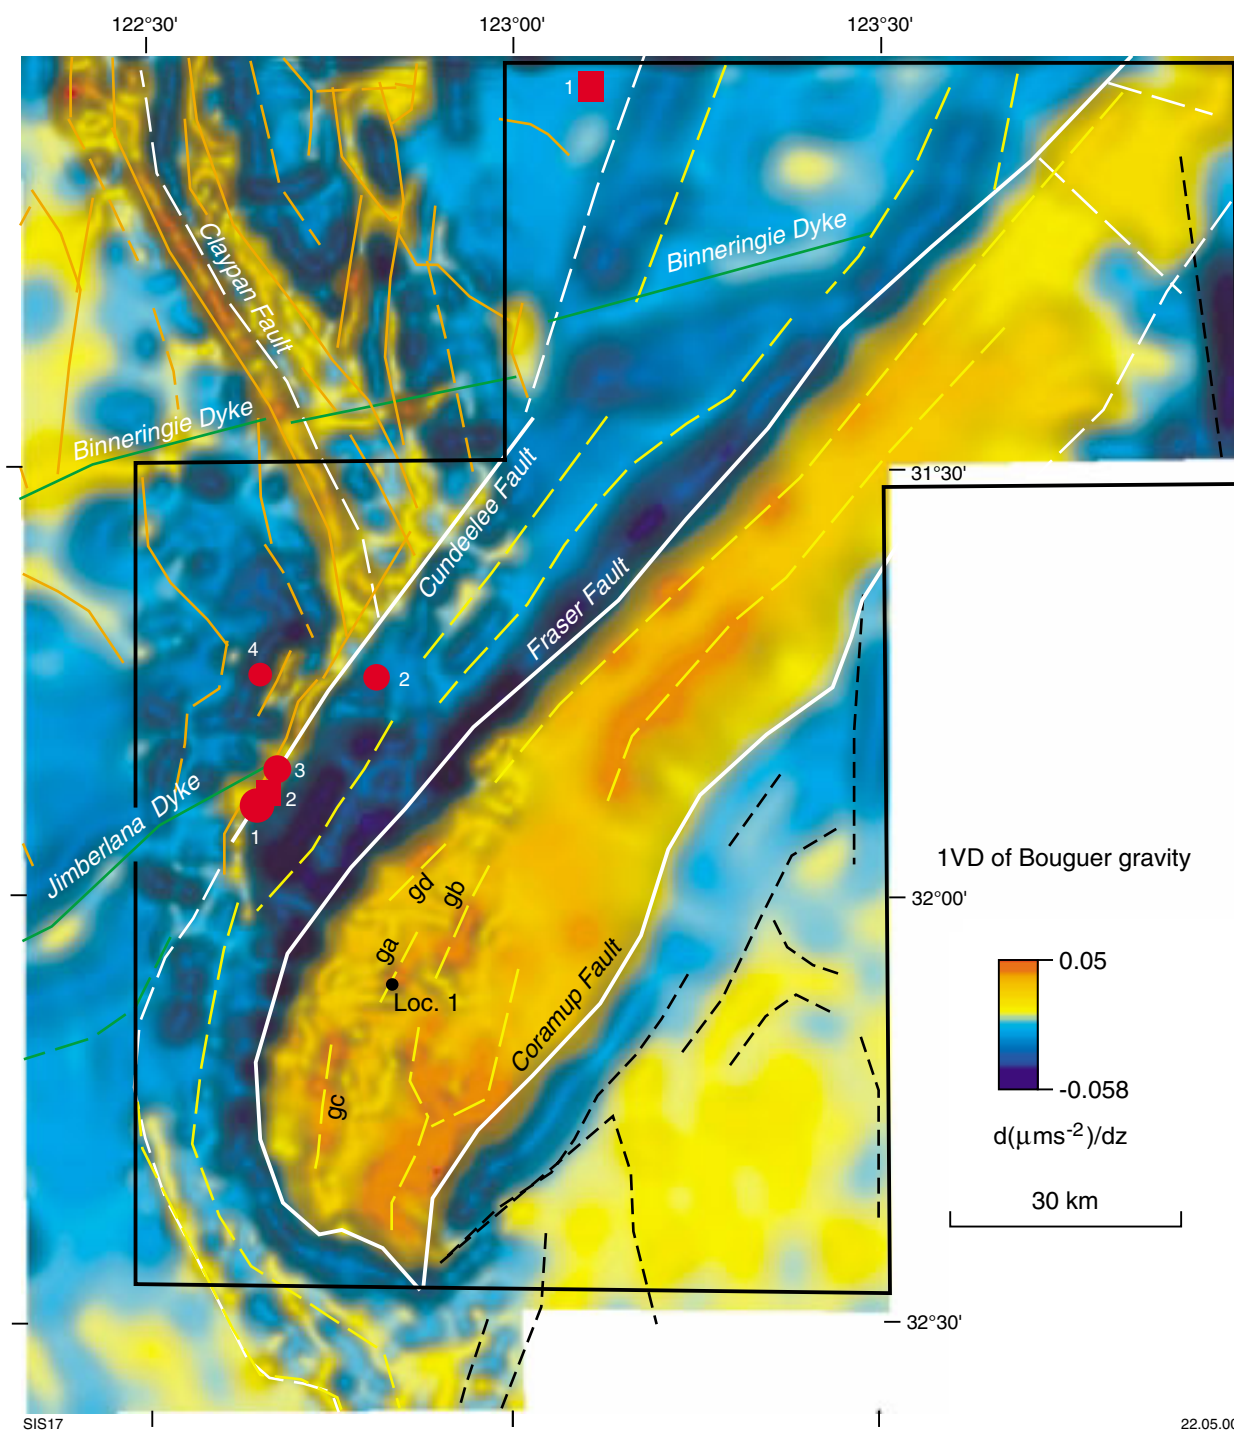 122°30' 123°00' 123°30'
1
Binneringie Dyke
Claypan Fault
Binneringie Dyke
31°30'
Cundeelee Fault
Fraser Fault
4
2
3
2
1
Jimberlana Dyke
1VD of Bouguer gravity
gd
gb
32°00'
ga
Coramup Fault
0.05
Loc. 1
-0.058
gc
d(μms⁻²)/dz
30 km
32°30'
SIS17
22.05.00